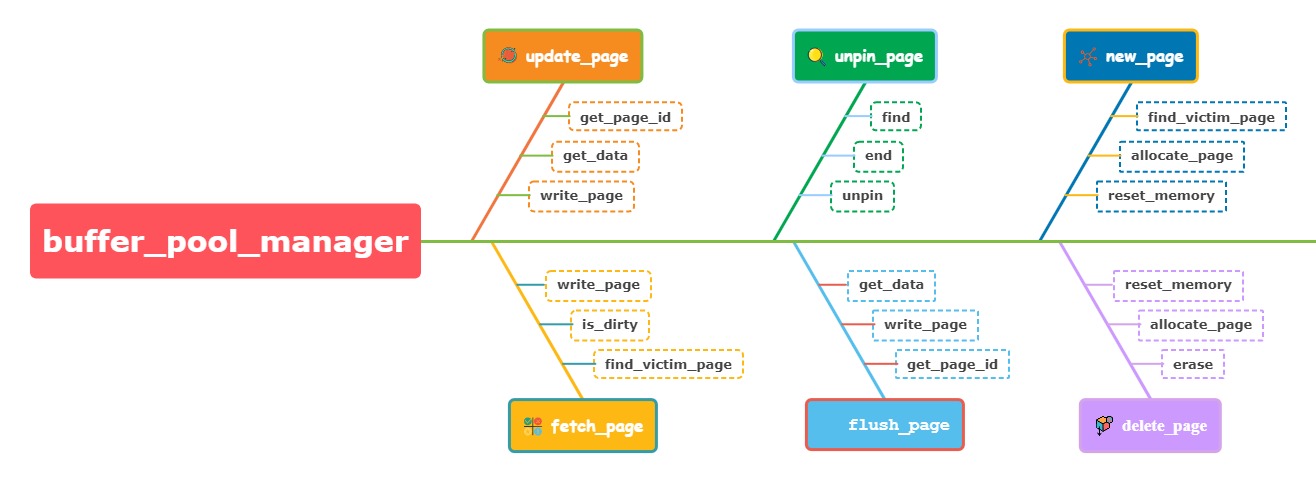 update_page
get_page_id
get_data
write_page
unpin_page
find
end
unpin
new_page
find_victim_page
allocate_page
reset_memory
buffer_pool_manager
write_page
is_dirty
find_victim_page
fetch_page
get_data
write_page
get_page_id
flush_page
reset_memory
allocate_page
erase
delete_page